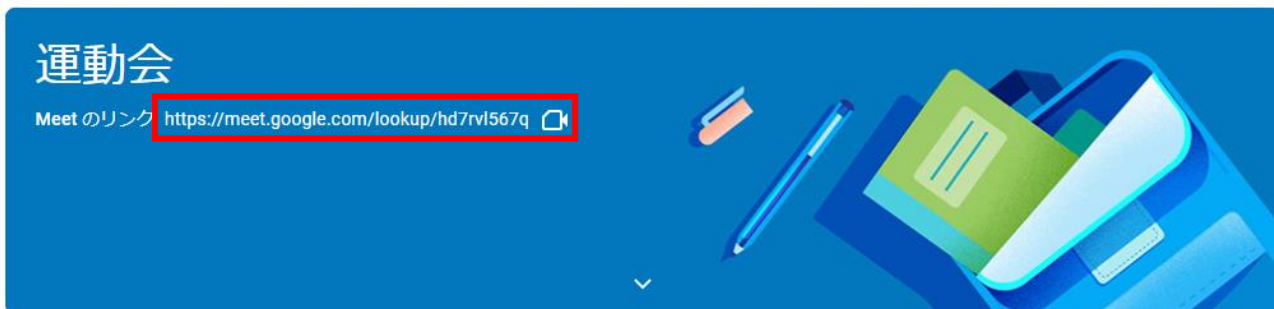 運動会
Meet のリンク https://meet.google.com/lookup/hd7rvl567q